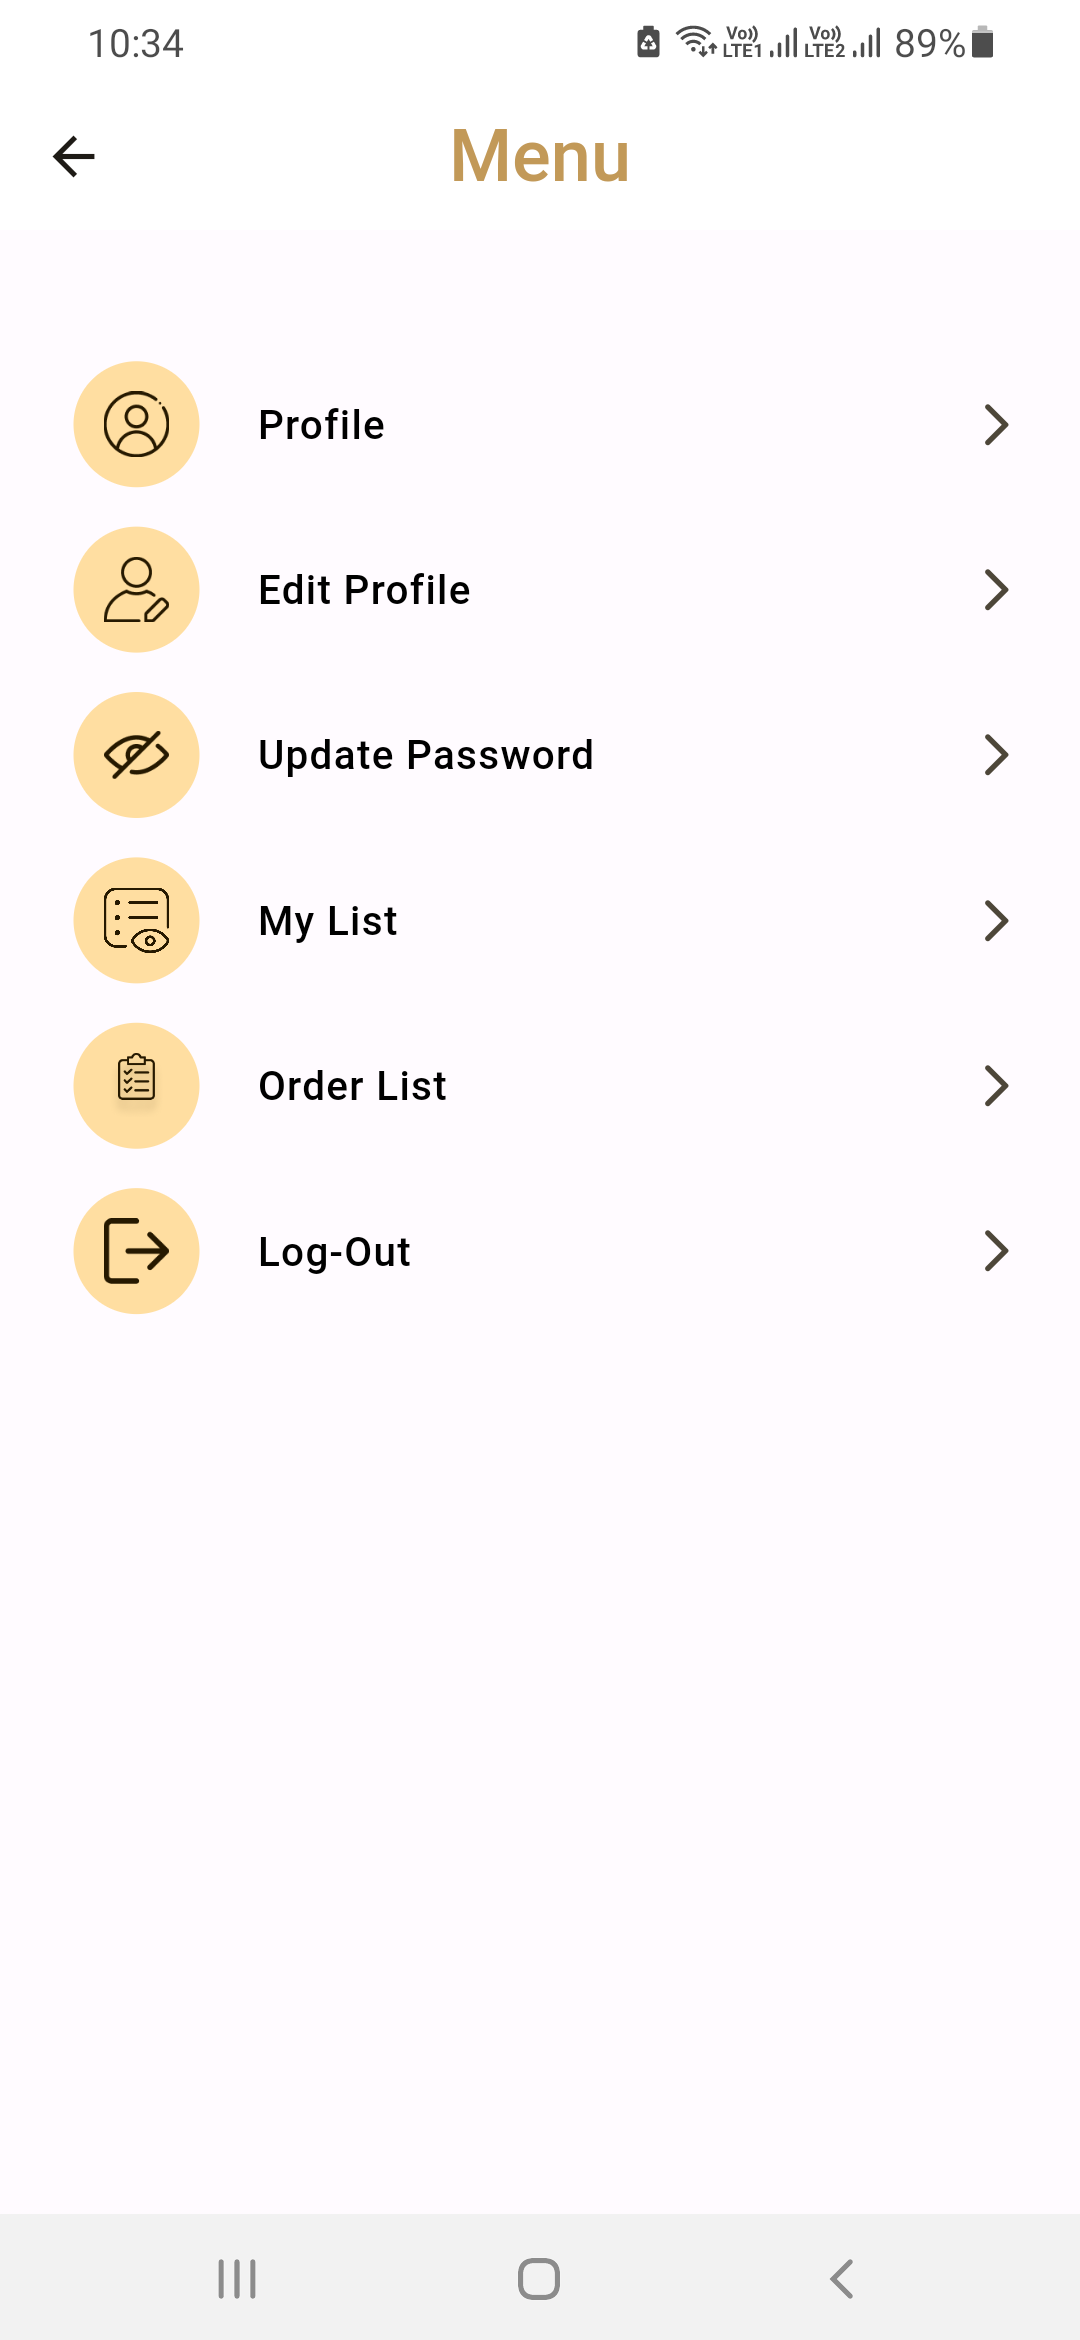 10:34 Vo)) LTE1 Vo)) LTE2 89%
Menu
Profile
Edit Profile
Update Password
My List
Order List
Log-Out